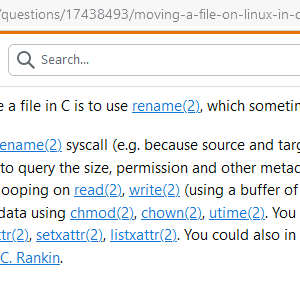 /questions/17438493/moving-a-file-on-linux-in-c
Search...
e a file in C is to use rename(2), which sometin
ename(2) syscall (e.g. because source and targ
to query the size, permission and other metad
ooping on read(2), write(2) (using a buffer of
data using chmod(2), chown(2), utime(2). You
ttr(2), setxattr(2), listxattr(2). You could also in
C. Rankin.